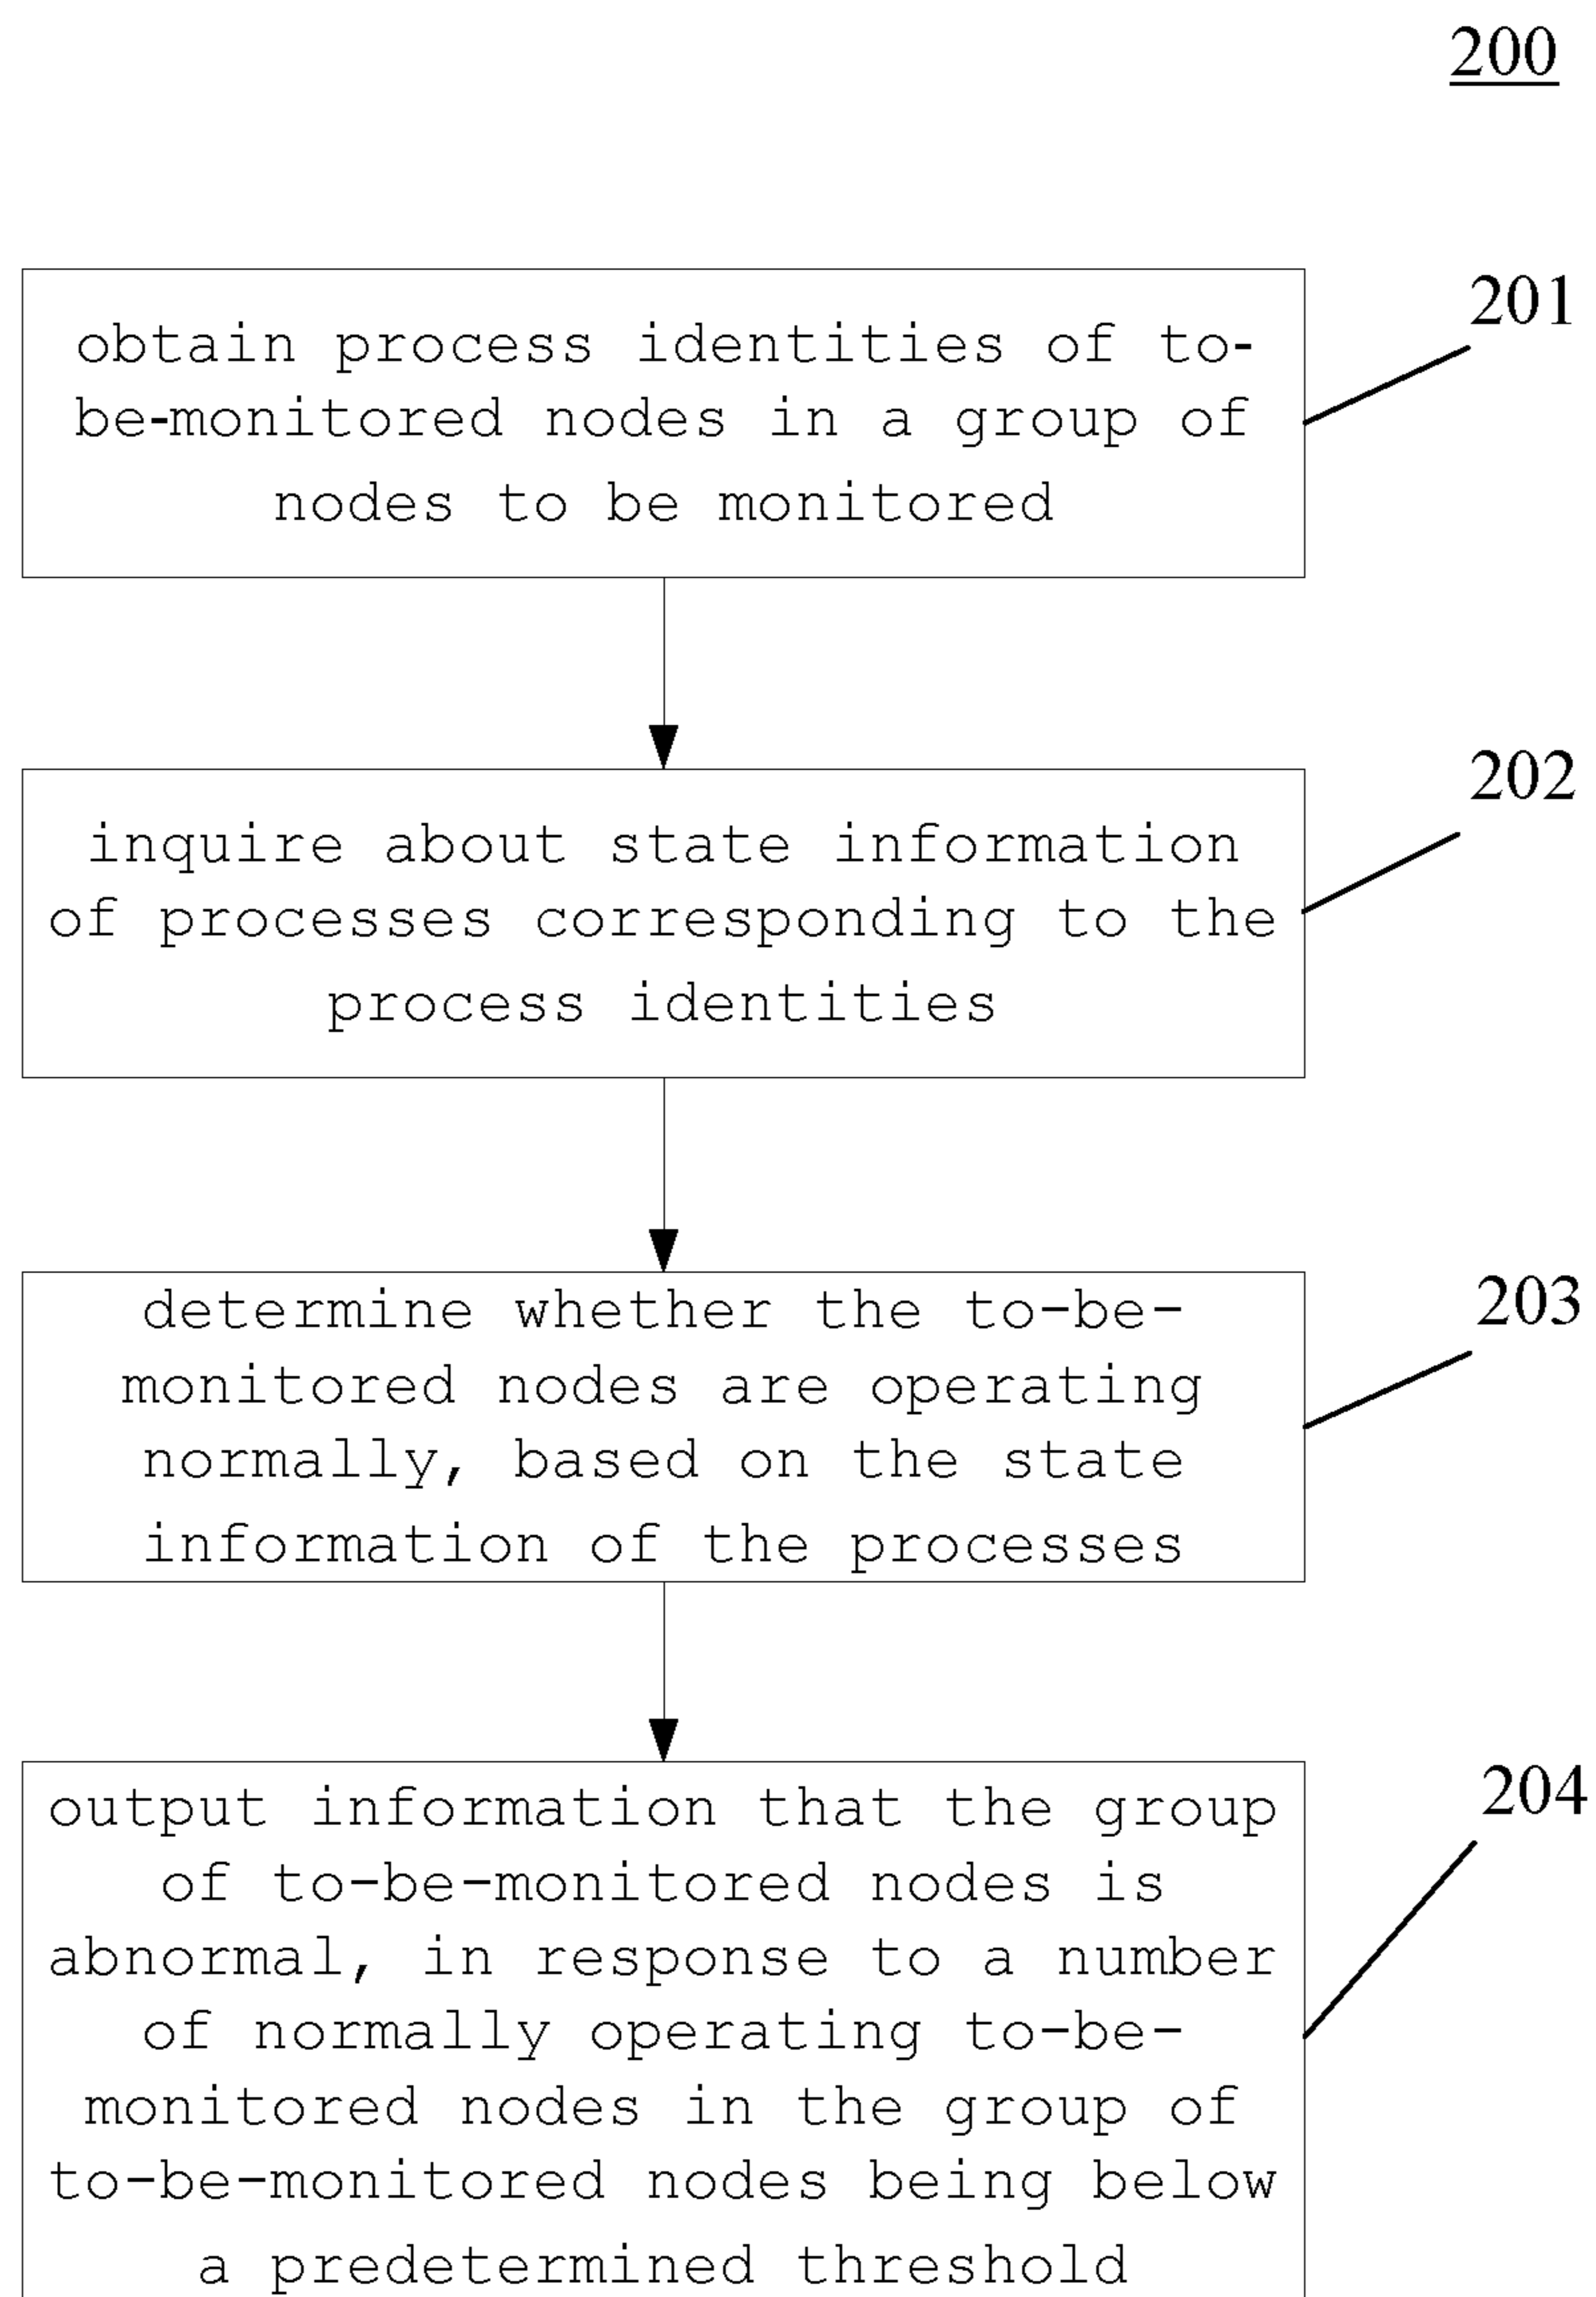 200
201
obtain process identities of to-
be-monitored nodes in a group of
nodes to be monitored
202
inquire about state information
of processes corresponding to the
process identities
203
determine whether the to-be-
monitored nodes are operating
normally, based on the state
information of the processes
204
output information that the group
of to-be-monitored nodes is
abnormal, in response to a number
of normally operating to-be-
monitored nodes in the group of
to-be-monitored nodes being below
a predetermined threshold